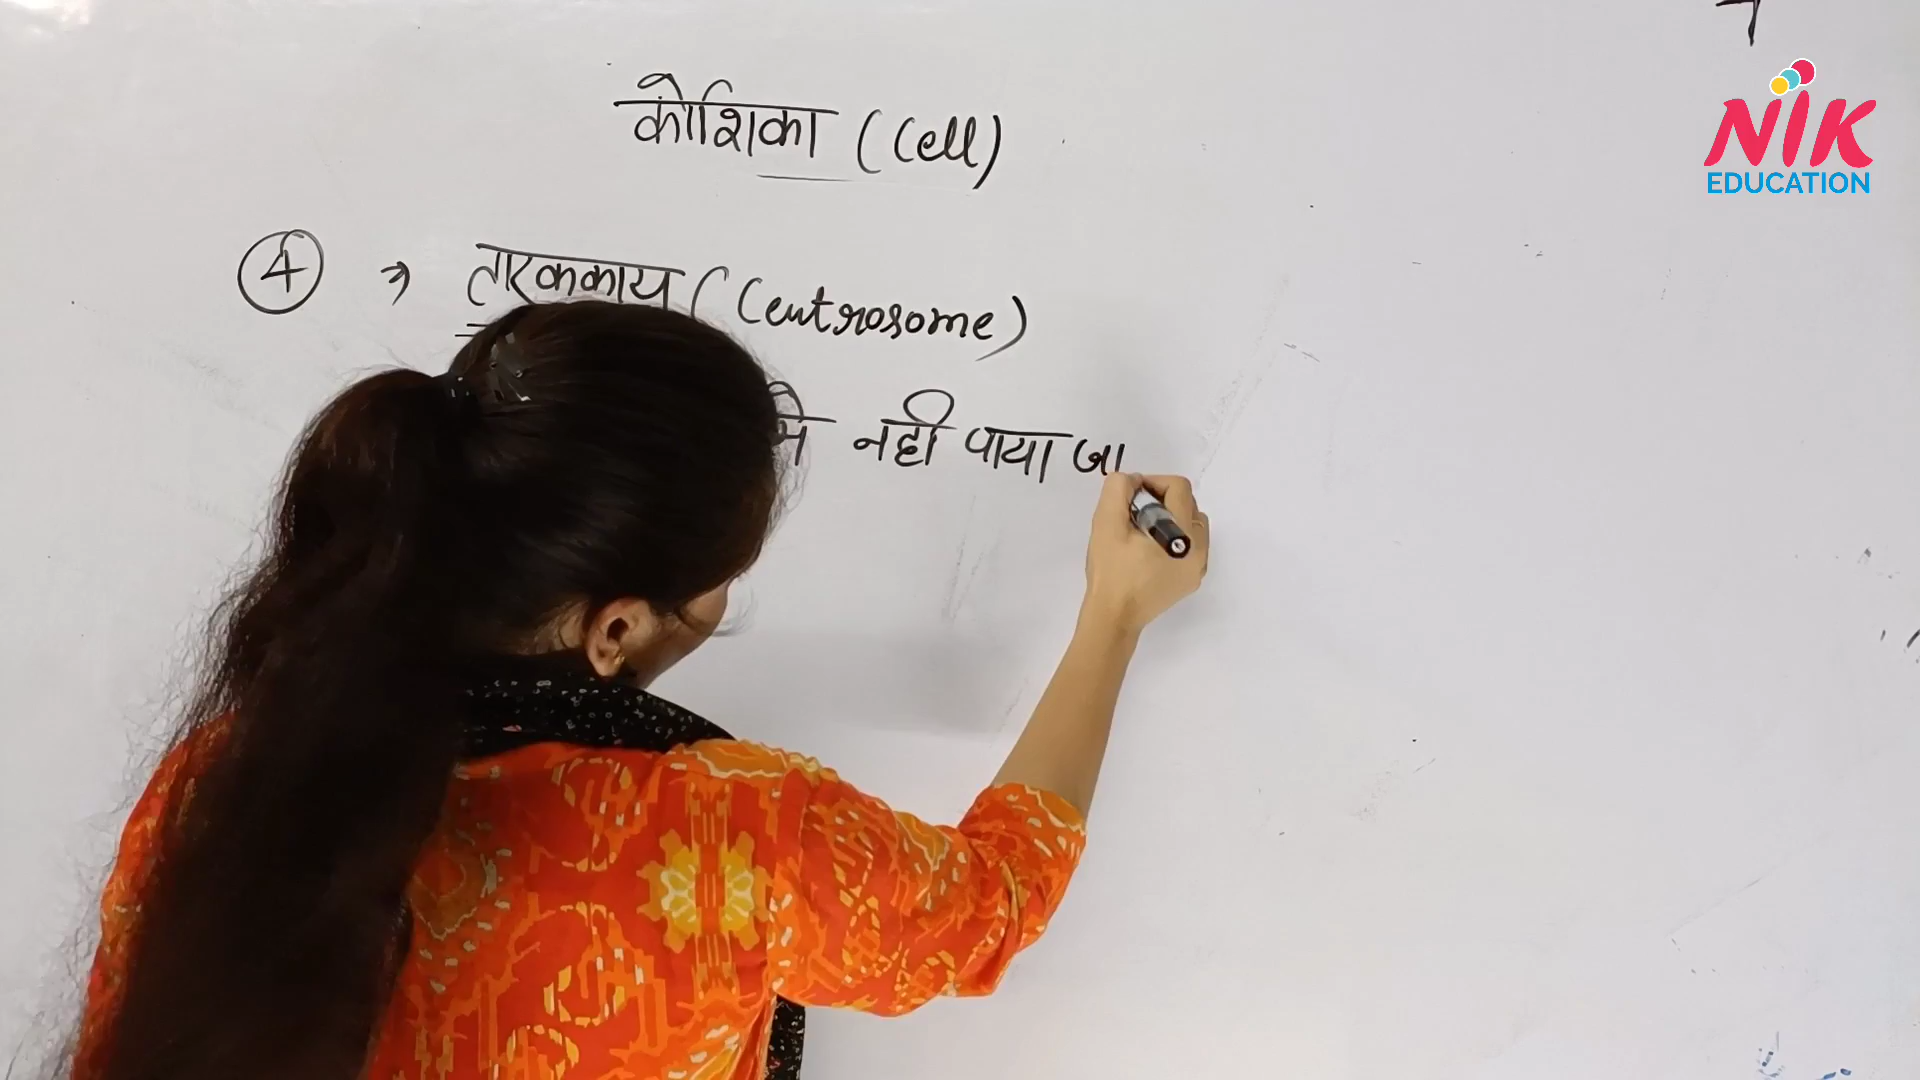 कोशिका (Cell)
NIK
EDUCATION
④ → तारककाय (Centrosome)
नही पाया जा